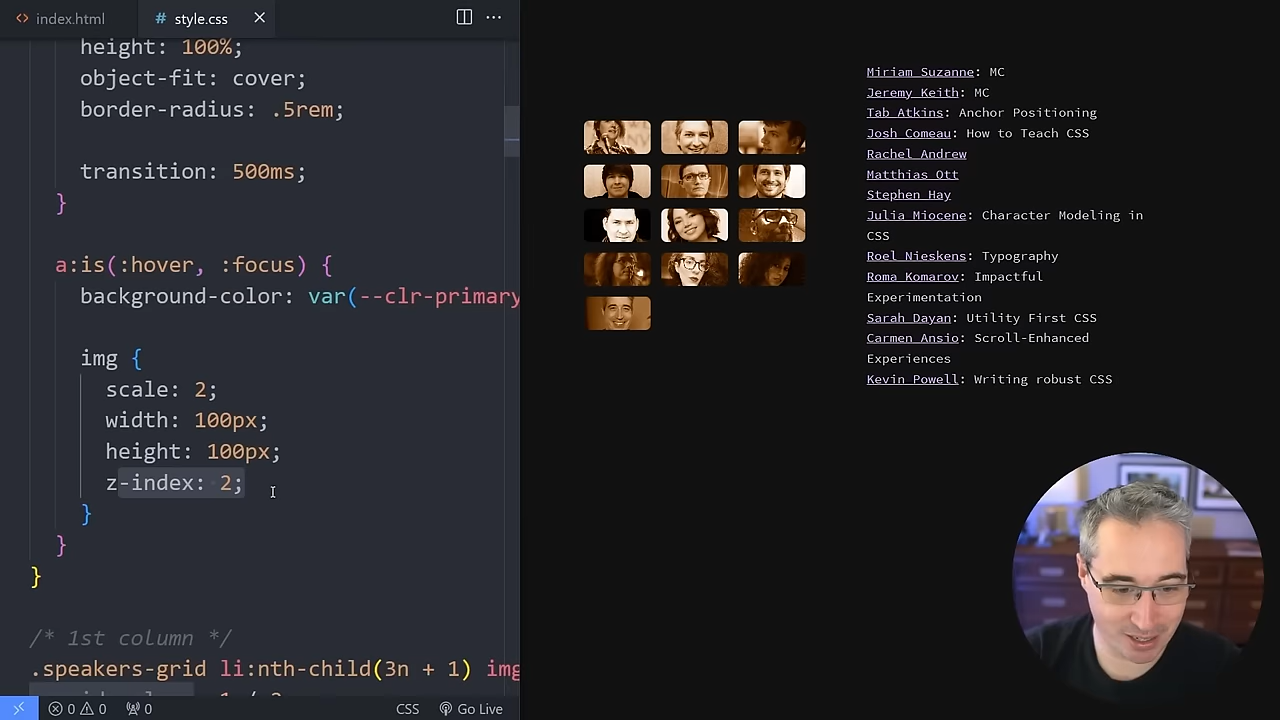 index.html
style.css
height: 100%;
object-fit: cover;
border-radius: .5rem;
transition: 500ms;
}
a:is(:hover, :focus) {
background-color: var(--clr-primary
img {
scale: 2;
width: 100px;
height: 100px;
z-index: 2;
}
}
}
/* 1st column */
.speakers-grid li:nth-child(3n + 1) img
0 0 0 CSS Go Live
Miriam Suzanne: MC
Jeremy Keith: MC
Tab Atkins: Anchor Positioning
Josh Comeau: How to Teach CSS
Rachel Andrew
Matthias Ott
Stephen Hay
Julia Miocene: Character Modeling in
CSS
Roel Nieskens: Typography
Roma Komarov: Impactful
Experimentation
Sarah Dayan: Utility First CSS
Carmen Ansio: Scroll-Enhanced
Experiences
Kevin Powell: Writing robust CSS